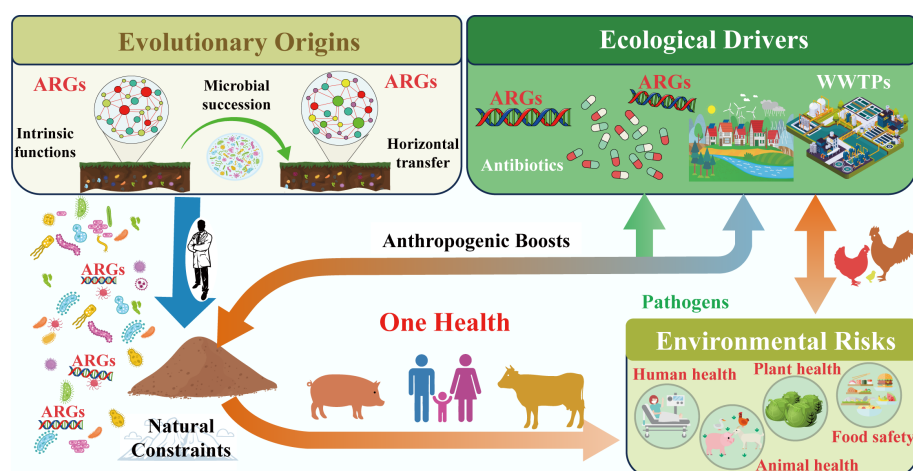 Evolutionary Origins
ARGs
Microbial
succession
ARGs
Intrinsic
functions
Horizontal
transfer
Ecological Drivers
ARGs
ARGs
WWTPs
Antibiotics
Anthropogenic Boosts
ARGs
Pathogens
One Health
Environmental Risks
ARGs
Human health
Plant health
ARGs
Natural
Constraints
Food safety
Animal health